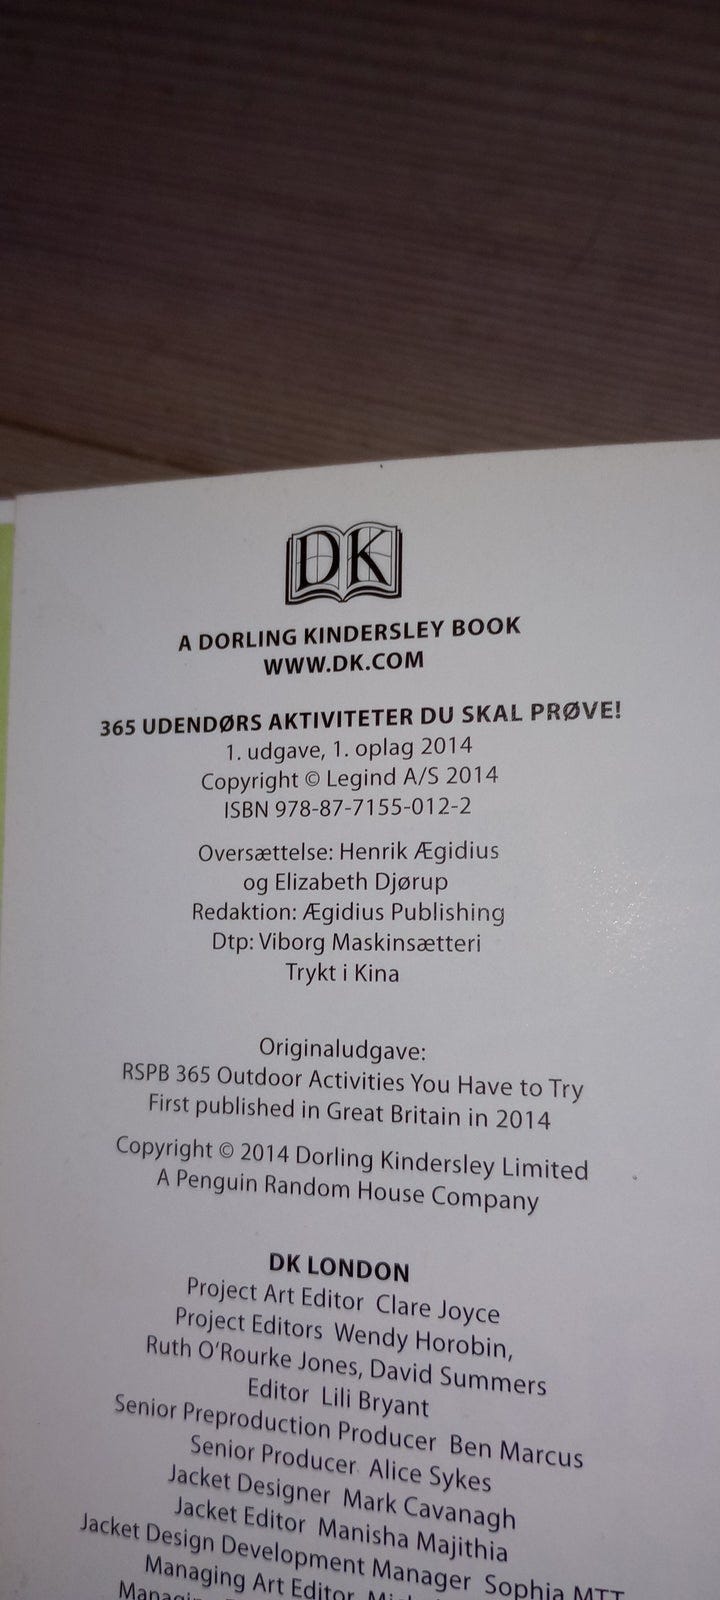 DK
A DORLING KINDERSLEY BOOK
WWW.DK.COM
365 UDENDØRS AKTIVITETER DU SKAL PRØVE!
1. udgave, 1. oplag 2014
Copyright © Legind A/S 2014
ISBN 978-87-7155-012-2
Oversættelse: Henrik Ægidius
og Elizabeth Djørup
Redaktion: Ægidius Publishing
Dtp: Viborg Maskinsætteri
Trykt i Kina
Originaludgave:
RSPB 365 Outdoor Activities You Have to Try
First published in Great Britain in 2014
Copyright © 2014 Dorling Kindersley Limited
A Penguin Random House Company
DK LONDON
Project Art Editor Clare Joyce
Project Editors Wendy Horobin,
Ruth O'Rourke Jones, David Summers
Editor Lili Bryant
Senior Preproduction Producer Ben Marcus
Senior Producer Alice Sykes
Jacket Designer Mark Cavanagh
Jacket Editor Manisha Majithia
Jacket Design Development Manager Sophia MTT
Managing Art Editor